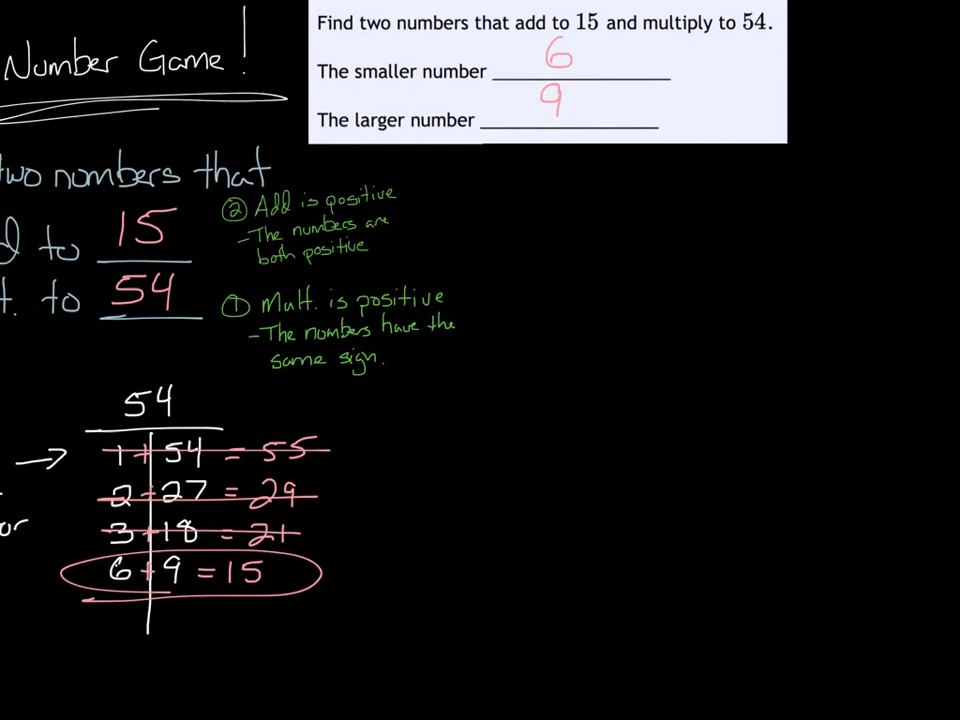 Number Game!
Find two numbers that add to 15 and multiply to 54.
The smaller number 6
The larger number 9
two numbers that
d to 15
t. to 54
② Add is positive
- The numbers are
both positive
① Mult. is positive
- The numbers have the
same sign.
54
1 + 54 = 55
2 + 27 = 29
3 + 18 = 21
6 + 9 = 15
or